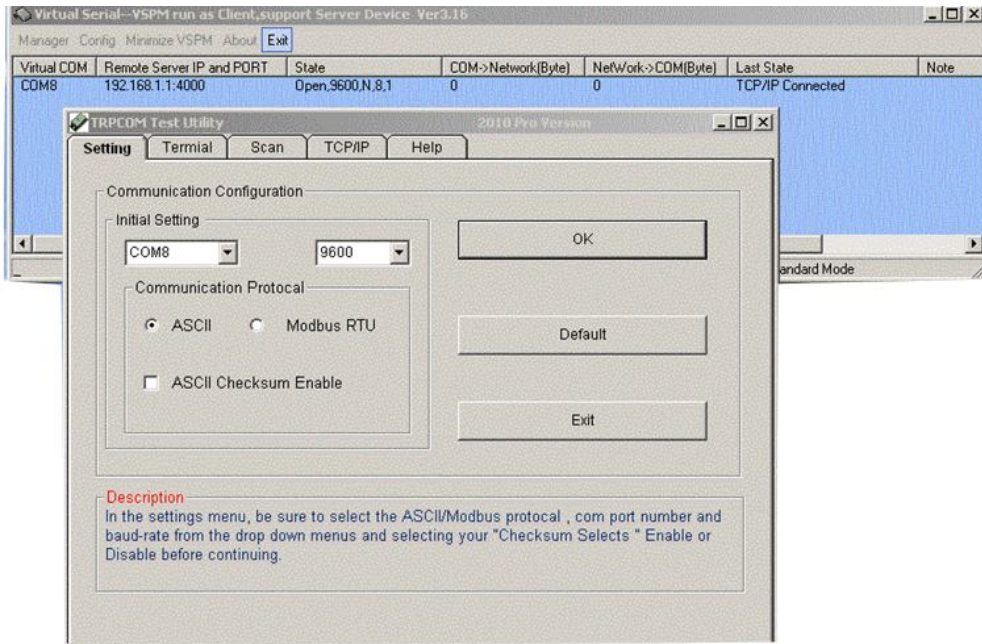 Virtual Serial--VSPM run as Client,support Server Device Ver3.16
Manager Config Minimize VSPM About Exit
Virtual COM Remote Server IP and PORT State COM->Network(Byte) NetWork->COM(Byte) Last State Note
COM8 192.168.1.1:4000 Open,9600,N,8,1 0 0 TCP/IP Connected
TRPCOM Test Utility 2010 Pro Version
Setting Termial Scan TCP/IP Help
Communication Configuration
Initial Setting
COM8 9600
OK
andard Mode
Communication Protocal
ASCII Modbus RTU
Default
ASCII Checksum Enable
Exit
Description
In the settings menu, be sure to select the ASCII/Modbus protocal , com port number and
baud-rate from the drop down menus and selecting your "Checksum Selects " Enable or
Disable before continuing.